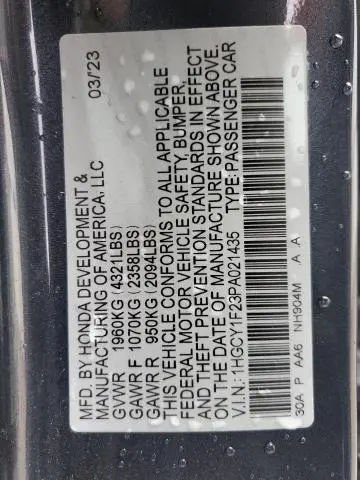 MFD. BY HONDA DEVELOPMENT & 03/23
MANUFACTURING OF AMERICA, LLC
GVWR 1960KG(4321LBS)
GAWR F 1070KG(2358LBS)
GAWR R 950KG(2094LBS)
THIS VEHICLE CONFORMS TO ALL APPLICABLE
FEDERAL MOTOR VEHICLE SAFETY, BUMPER,
AND THEFT PREVENTION STANDARDS IN EFFECT
ON THE DATE OF MANUFACTURE SHOWN ABOVE.
V.I.N.:1HGCY1F23PA021435 TYPE:PASSENGER CAR
30A P AA6 NH904M A A